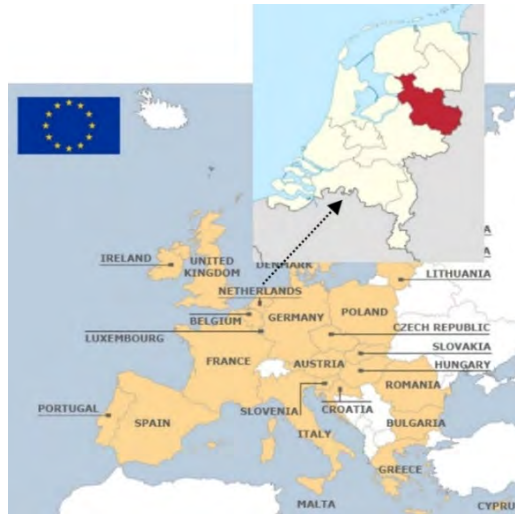 A
A
IRELAND
UNITED
KINGDOM
DENMARK
LITHUANIA
NETHERLANDS
BELGIUM
GERMANY
POLAND
LUXEMBOURG
CZECH REPUBLIC
SLOVAKIA
FRANCE
AUSTRIA
HUNGARY
ROMANIA
PORTUGAL
SPAIN
SLOVENIA
CROATIA
ITALY
BULGARIA
GREECE
MALTA
CYPRU